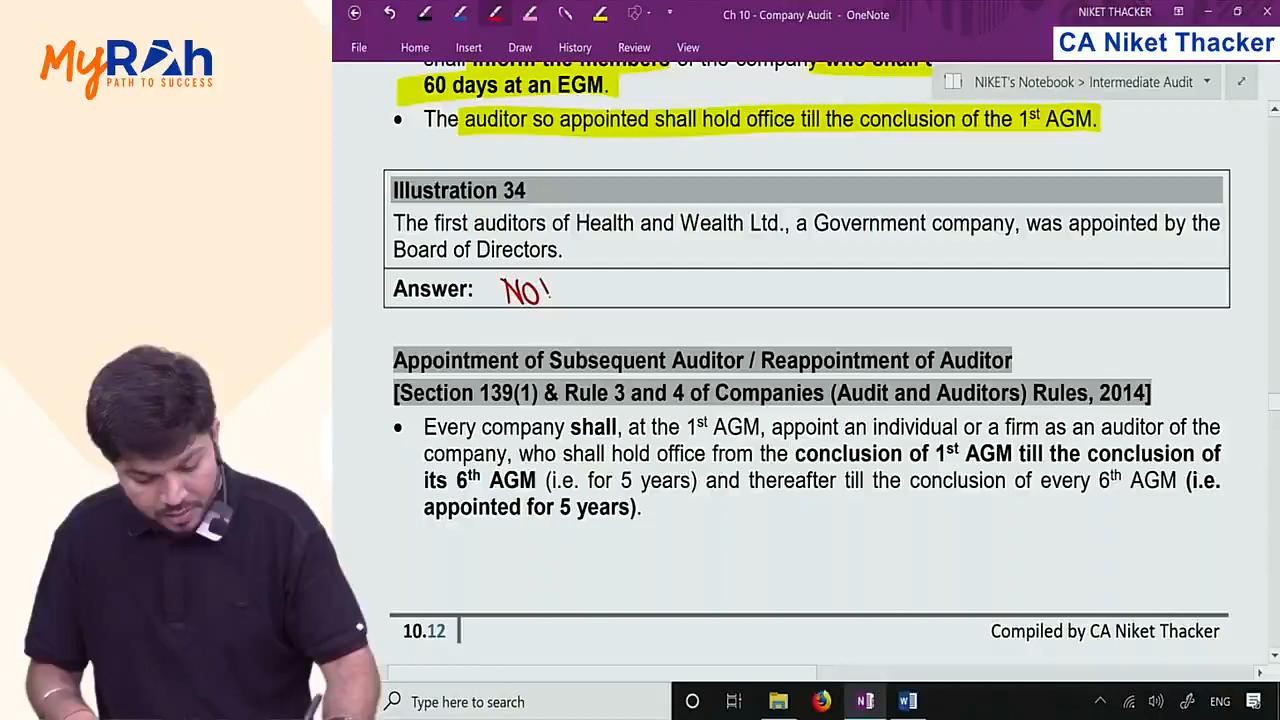 MyRAh
PATH TO SUCCESS
Ch 10 - Company Audit - OneNote
NIKET THACKER
CA Niket Thacker
File Home Insert Draw History Review View
NIKET's Notebook > Intermediate Audit
60 days at an EGM.
• The auditor so appointed shall hold office till the conclusion of the 1st AGM.
Illustration 34
The first auditors of Health and Wealth Ltd., a Government company, was appointed by the
Board of Directors.
Answer: NO!
Appointment of Subsequent Auditor / Reappointment of Auditor
[Section 139(1) & Rule 3 and 4 of Companies (Audit and Auditors) Rules, 2014]
• Every company shall, at the 1st AGM, appoint an individual or a firm as an auditor of the
company, who shall hold office from the conclusion of 1st AGM till the conclusion of
its 6th AGM (i.e. for 5 years) and thereafter till the conclusion of every 6th AGM (i.e.
appointed for 5 years).
10.12
Compiled by CA Niket Thacker
Type here to search
ENG